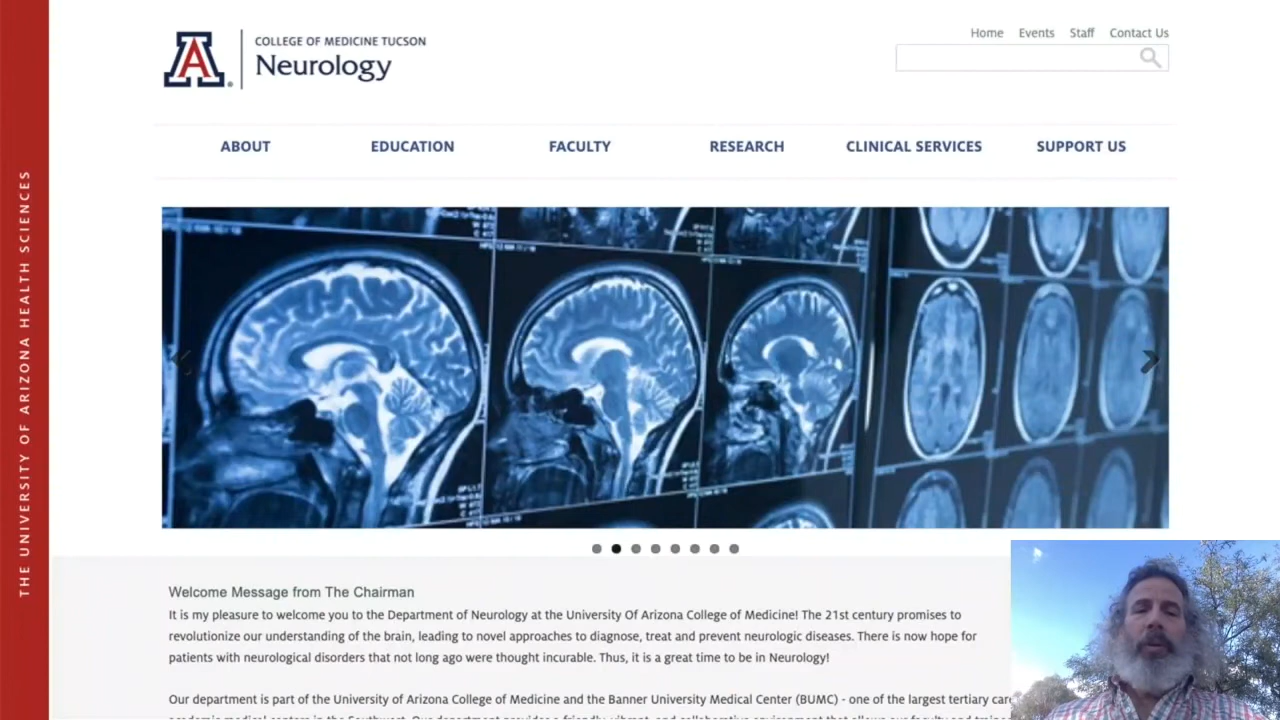 Home Events Staff Contact Us
COLLEGE OF MEDICINE TUCSON
Neurology
A
®
ABOUT EDUCATION FACULTY RESEARCH CLINICAL SERVICES SUPPORT US
THE UNIVERSITY OF ARIZONA HEALTH SCIENCES
Welcome Message from The Chairman
It is my pleasure to welcome you to the Department of Neurology at the University Of Arizona College of Medicine! The 21st century promises to
revolutionize our understanding of the brain, leading to novel approaches to diagnose, treat and prevent neurologic diseases. There is now hope for
patients with neurological disorders that not long ago were thought incurable. Thus, it is a great time to be in Neurology!
Our department is part of the University of Arizona College of Medicine and the Banner University Medical Center (BUMC) - one of the largest tertiary care